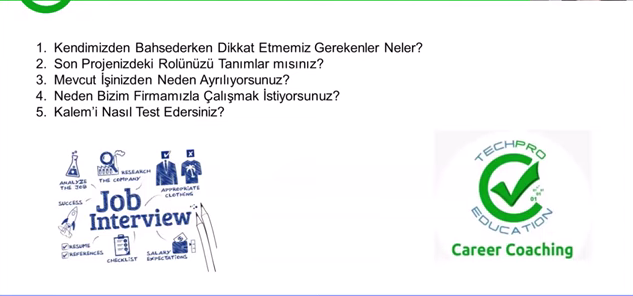 1. Kendimizden Bahsederken Dikkat Etmemiz Gerekenler Neler?
2. Son Projenizdeki Rolünüzü Tanımlar mısınız?
3. Mevcut İşinizden Neden Ayrılıyorsunuz?
4. Neden Bizim Firmamızla Çalışmak İstiyorsunuz?
5. Kalem'i Nasıl Test Edersiniz?
ANALYZE
THE JOB
RESEARCH
THE COMPANY
APPROPRIATE
CLOTHING
SUCCESS
Job
Interview
RESUME
REFERENCES
CHECKLIST
SALARY
EXPECTATIONS
TECHPRO
EDUCATION
Career Coaching